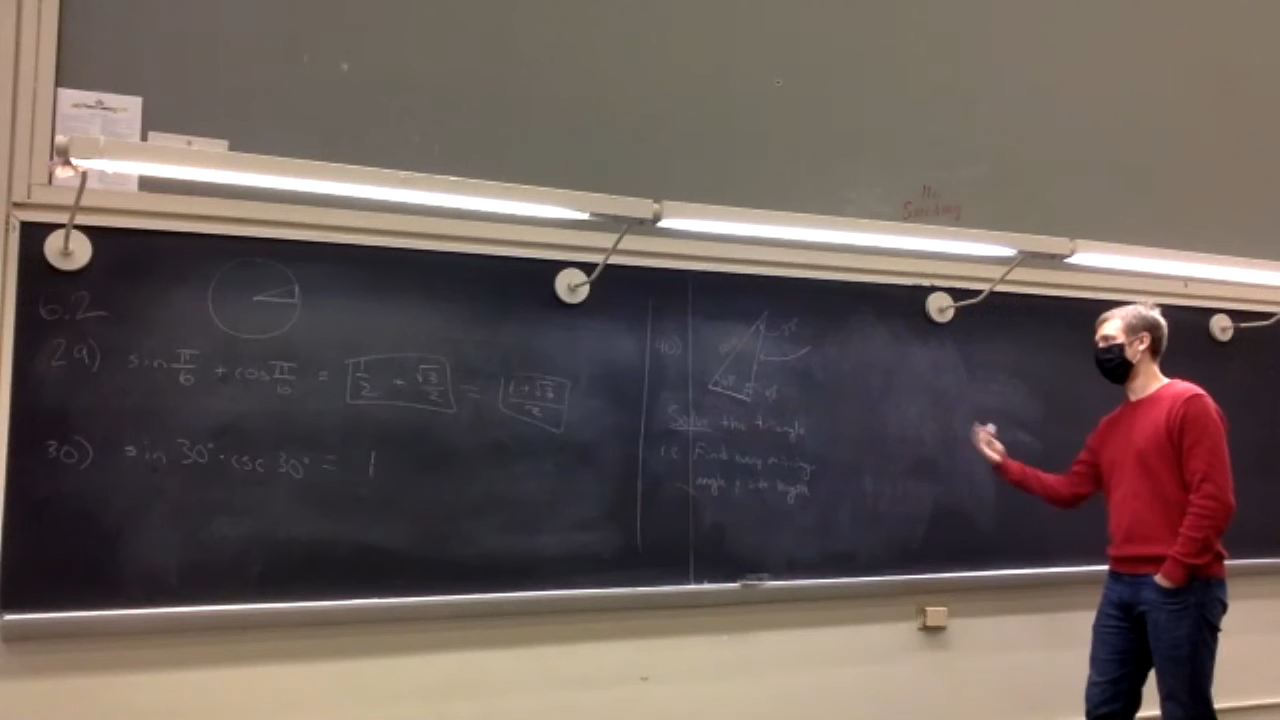 No
Smoking
6.2
29) sin π/6 + cos π/6 = 1/2 + √3/2 = (1+√3)/2
30) sin 30° · csc 30° = 1
40)
Solve the triangle
i.e. Find any missing
angle & side length